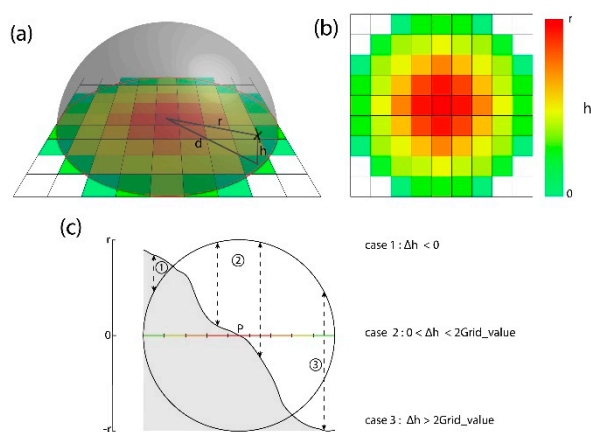 (a)
r
d
h
(b)
r
h
0
(c)
r
0
-r
①
②
P
③
case 1 : Δh < 0
case 2 : 0 < Δh < 2Grid_value
case 3 : Δh > 2Grid_value